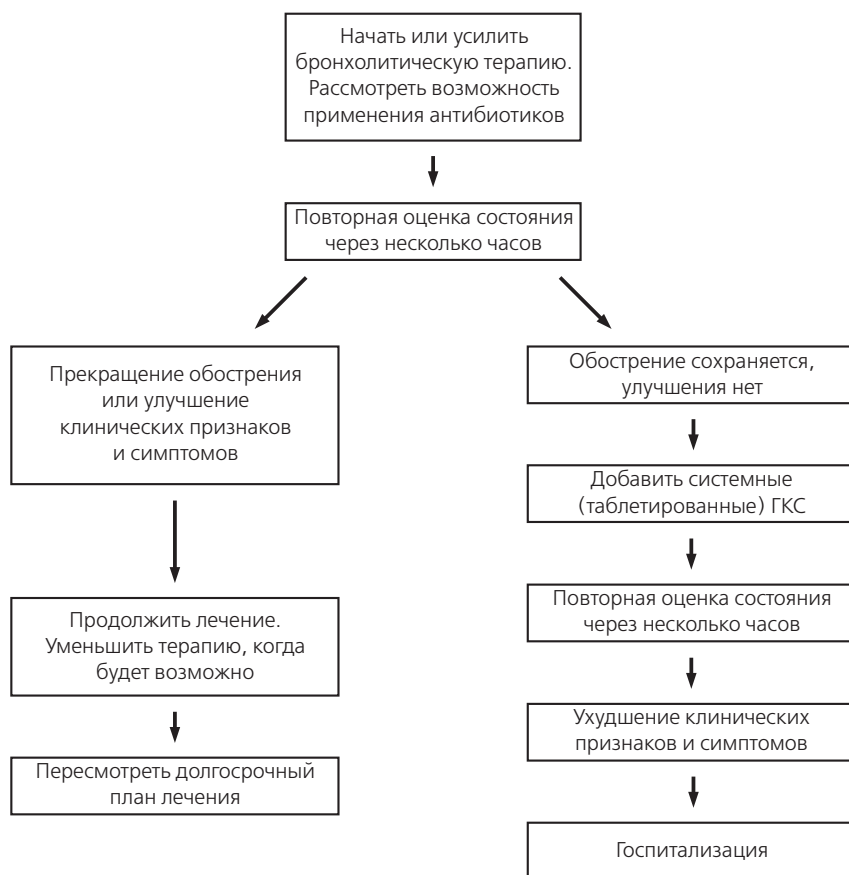 Начать или усилить
бронхолитическую терапию.
Рассмотреть возможность
применения антибиотиков
Повторная оценка состояния
через несколько часов
Прекращение обострения
или улучшение
клинических признаков
и симптомов
Продолжить лечение.
Уменьшить терапию, когда
будет возможно
Пересмотреть долгосрочный
план лечения
Обострение сохраняется,
улучшения нет
Добавить системные
(таблетированные) ГКС
Повторная оценка состояния
через несколько часов
Ухудшение клинических
признаков и симптомов
Госпитализация